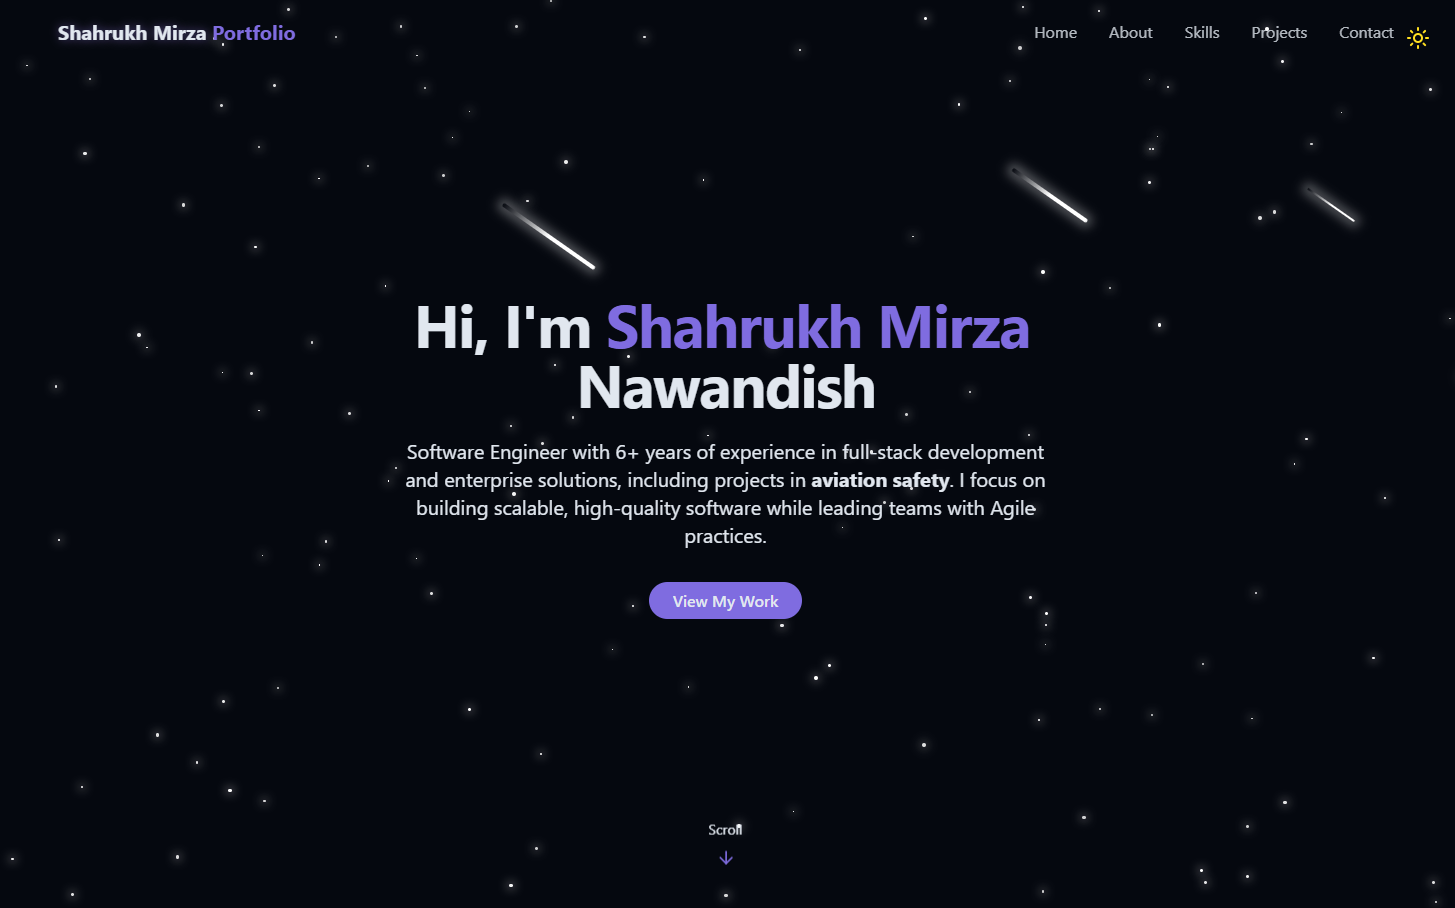 Shahrukh Mirza Portfolio
Home About Skills Projects Contact
Hi, I'm Shahrukh Mirza
Nawandish
Software Engineer with 6+ years of experience in full-stack development
and enterprise solutions, including projects in aviation safety. I focus on
building scalable, high-quality software while leading teams with Agile
practices.
View My Work
Scroll